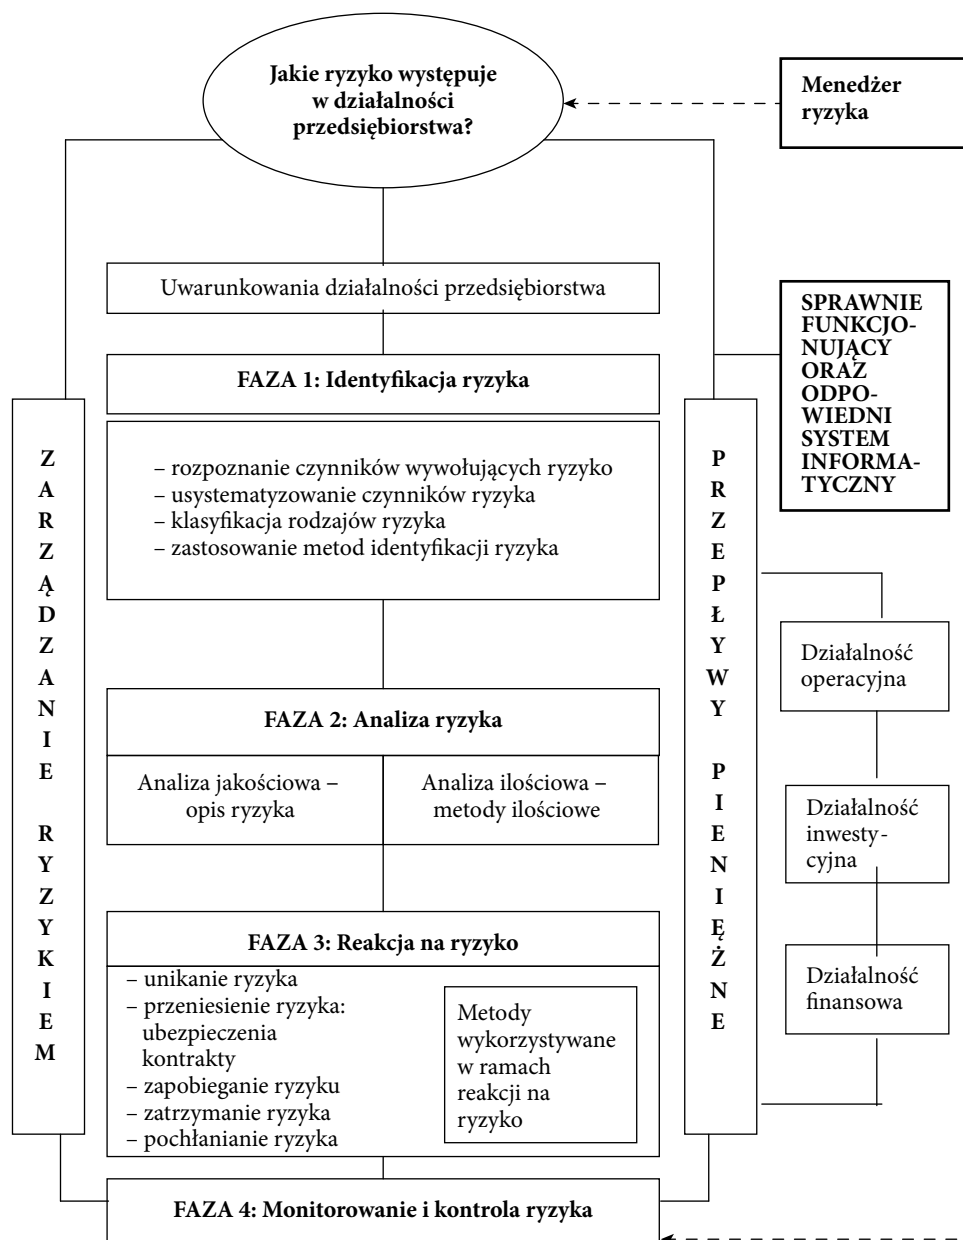 Jakie ryzyko występuje
w działalności
przedsiębiorstwa?
Menedżer
ryzyka
Uwarunkowania działalności przedsiębiorstwa
SPRAWNIE
FUNKCJO-
NUJĄCY
ORAZ
ODPO-
WIEDNI
SYSTEM
INFORMA-
TYCZNY
FAZA 1: Identyfikacja ryzyka
– rozpoznanie czynników wywołujących ryzyko
– usystematyzowanie czynników ryzyka
– klasyfikacja rodzajów ryzyka
– zastosowanie metod identyfikacji ryzyka
ZARZĄDZANIE RYZYKIEM
PRZEPŁYWY PIENIĘŻNE
Działalność
operacyjna
FAZA 2: Analiza ryzyka
Analiza jakościowa –
opis ryzyka
Analiza ilościowa –
metody ilościowe
Działalność
inwesty-
cyjna
FAZA 3: Reakcja na ryzyko
– unikanie ryzyka
– przeniesienie ryzyka:
ubezpieczenia
kontrakty
– zapobieganie ryzyku
– zatrzymanie ryzyka
– pochłanianie ryzyka
Metody
wykorzystywane
w ramach
reakcji na
ryzyko
Działalność
finansowa
FAZA 4: Monitorowanie i kontrola ryzyka